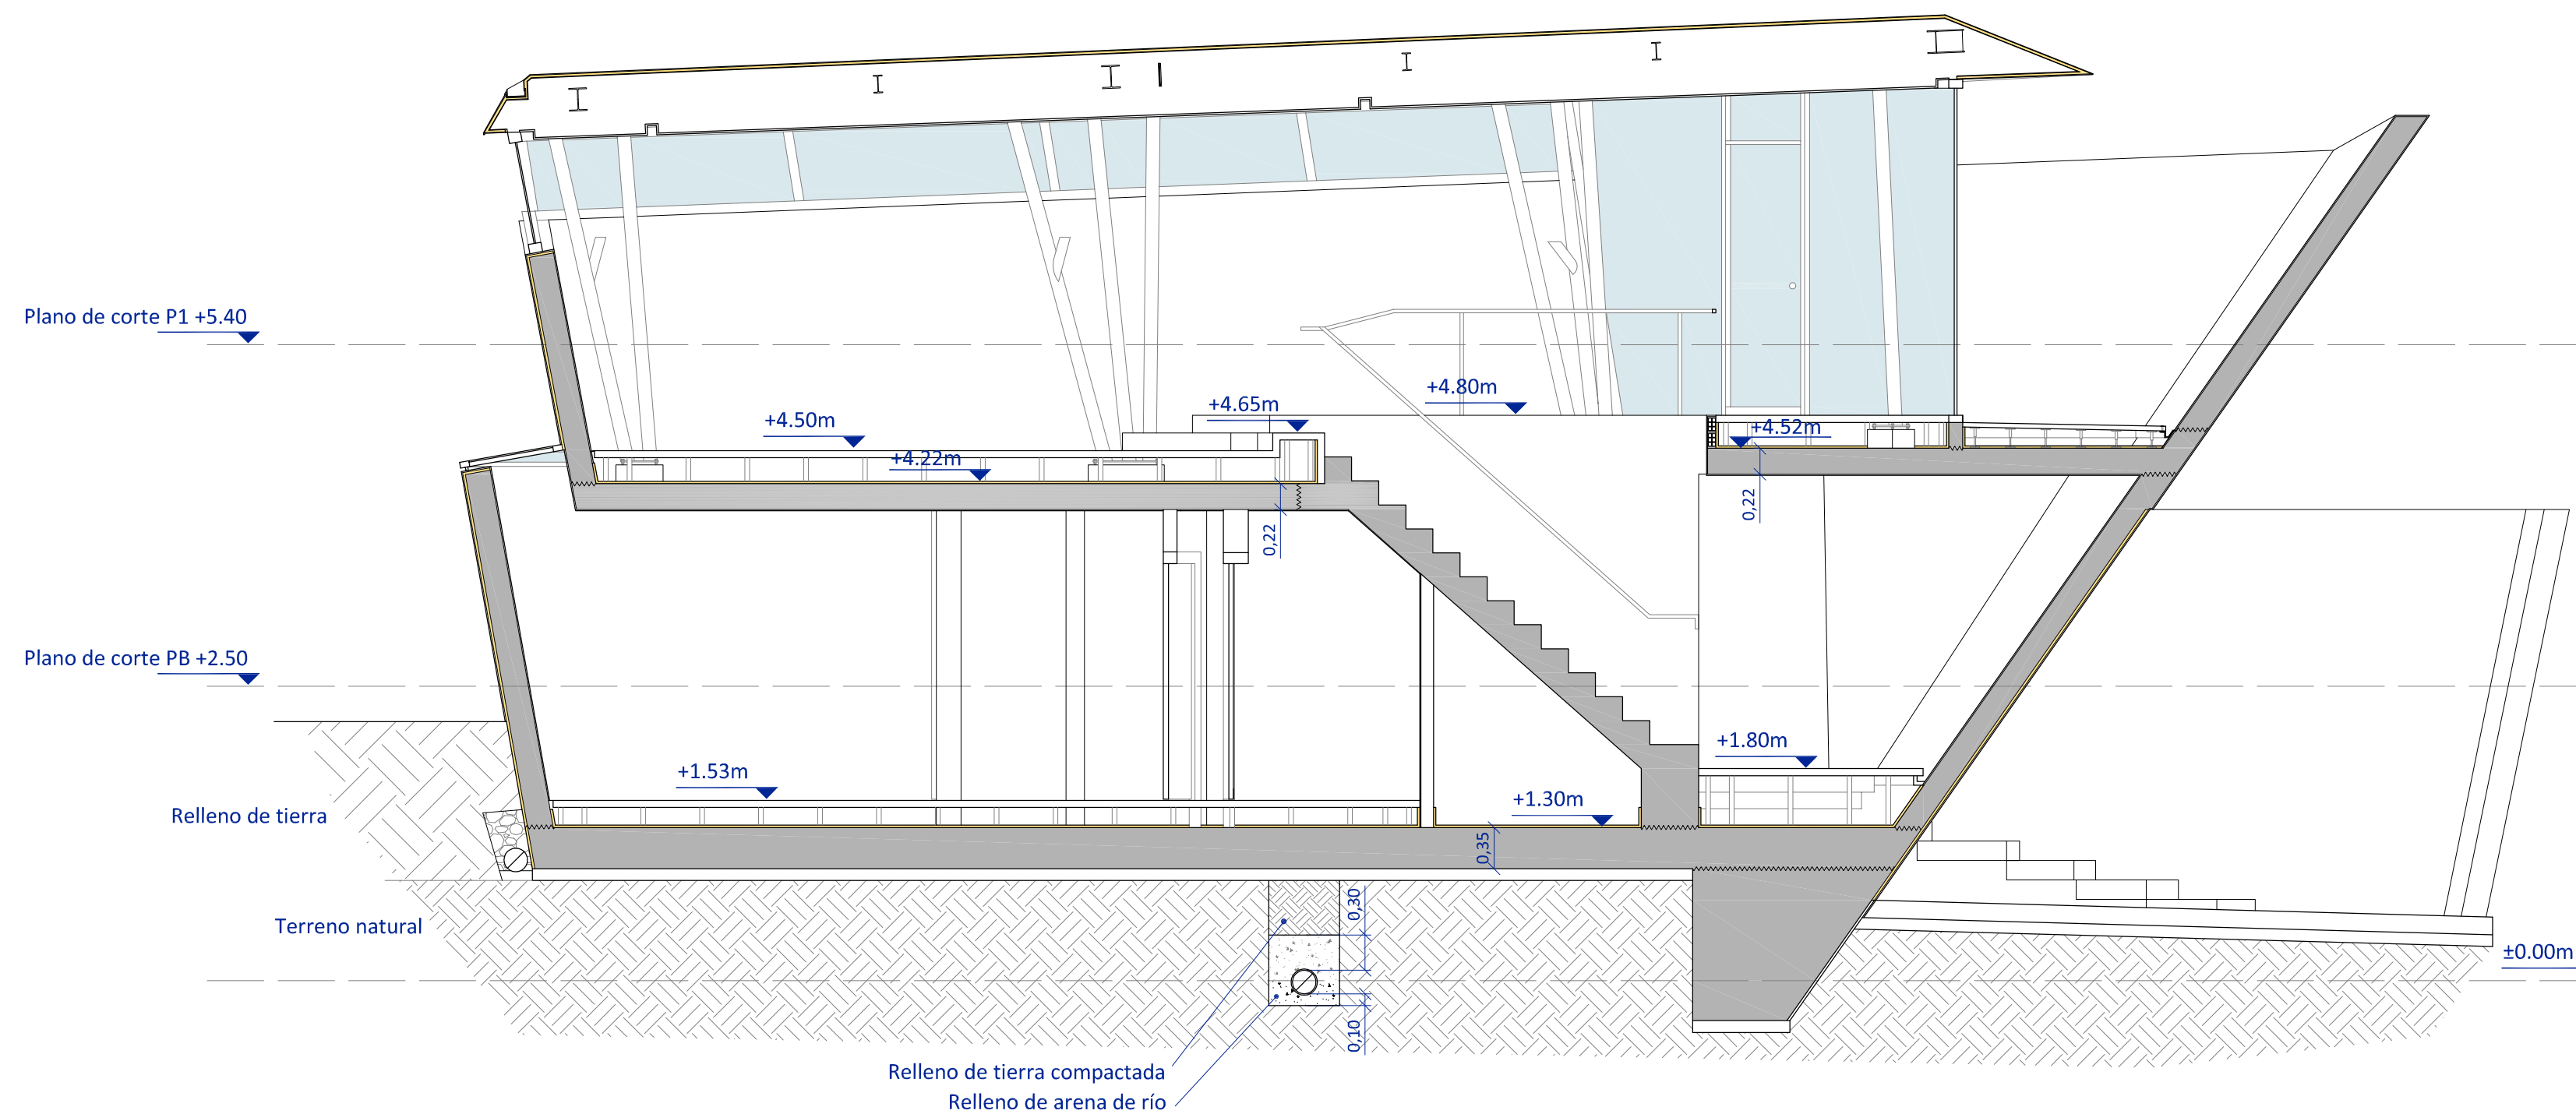 Plano de corte P1 +5.40
+4.80m
+4.65m
+4.50m
+4.52m
+4.22m
0,22
0,22
Plano de corte PB +2.50
+1.80m
+1.53m
+1.30m
Relleno de tierra
0,35
0,30
Terreno natural
±0.00m
0,10
Relleno de tierra compactada
Relleno de arena de río